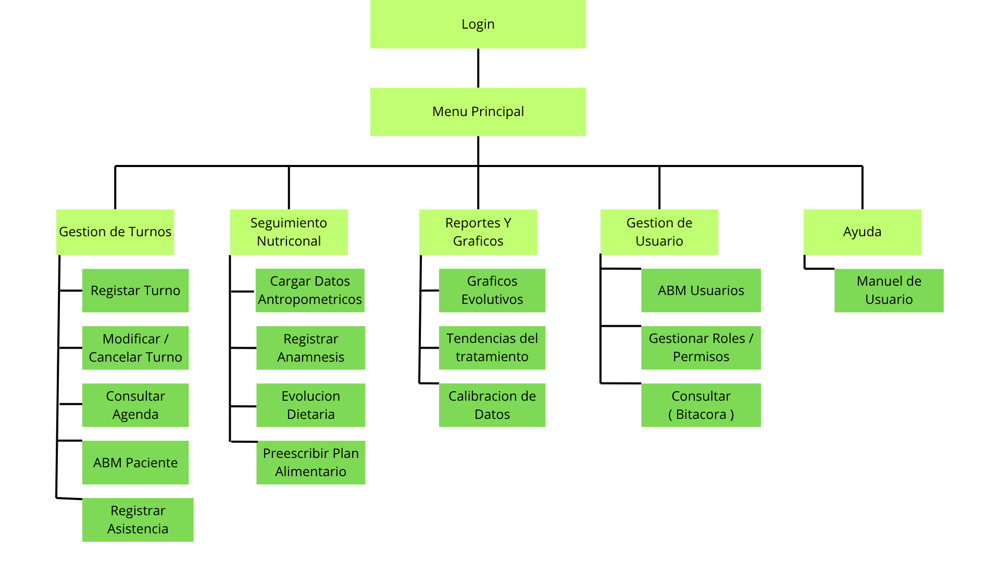 Login
Menu Principal
Gestion de Turnos
Seguimiento
Nutriconal
Reportes Y
Graficos
Gestion de
Usuario
Ayuda
Registar Turno
Modificar /
Cancelar Turno
Consultar
Agenda
ABM Paciente
Registrar
Asistencia
Cargar Datos
Antropometricos
Registrar
Anamnesis
Evolucion
Dietaria
Preescribir Plan
Alimentario
Graficos
Evolutivos
Tendencias del
tratamiento
Calibracion de
Datos
ABM Usuarios
Gestionar Roles /
Permisos
Consultar
( Bitacora )
Manuel de
Usuario